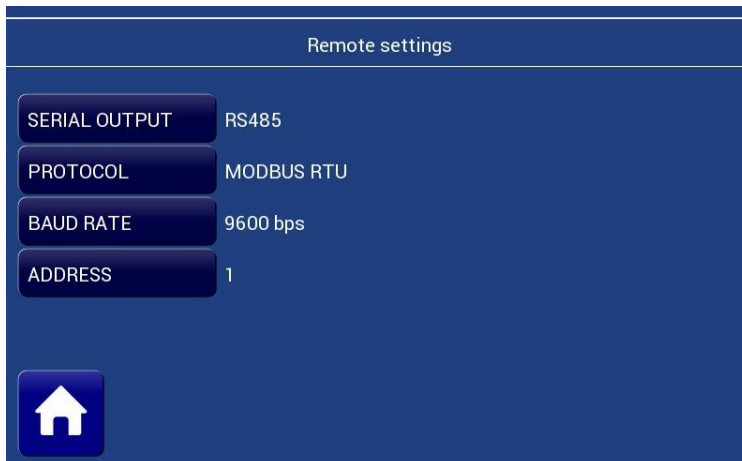 Remote settings
SERIAL OUTPUT RS485
PROTOCOL MODBUS RTU
BAUD RATE 9600 bps
ADDRESS 1